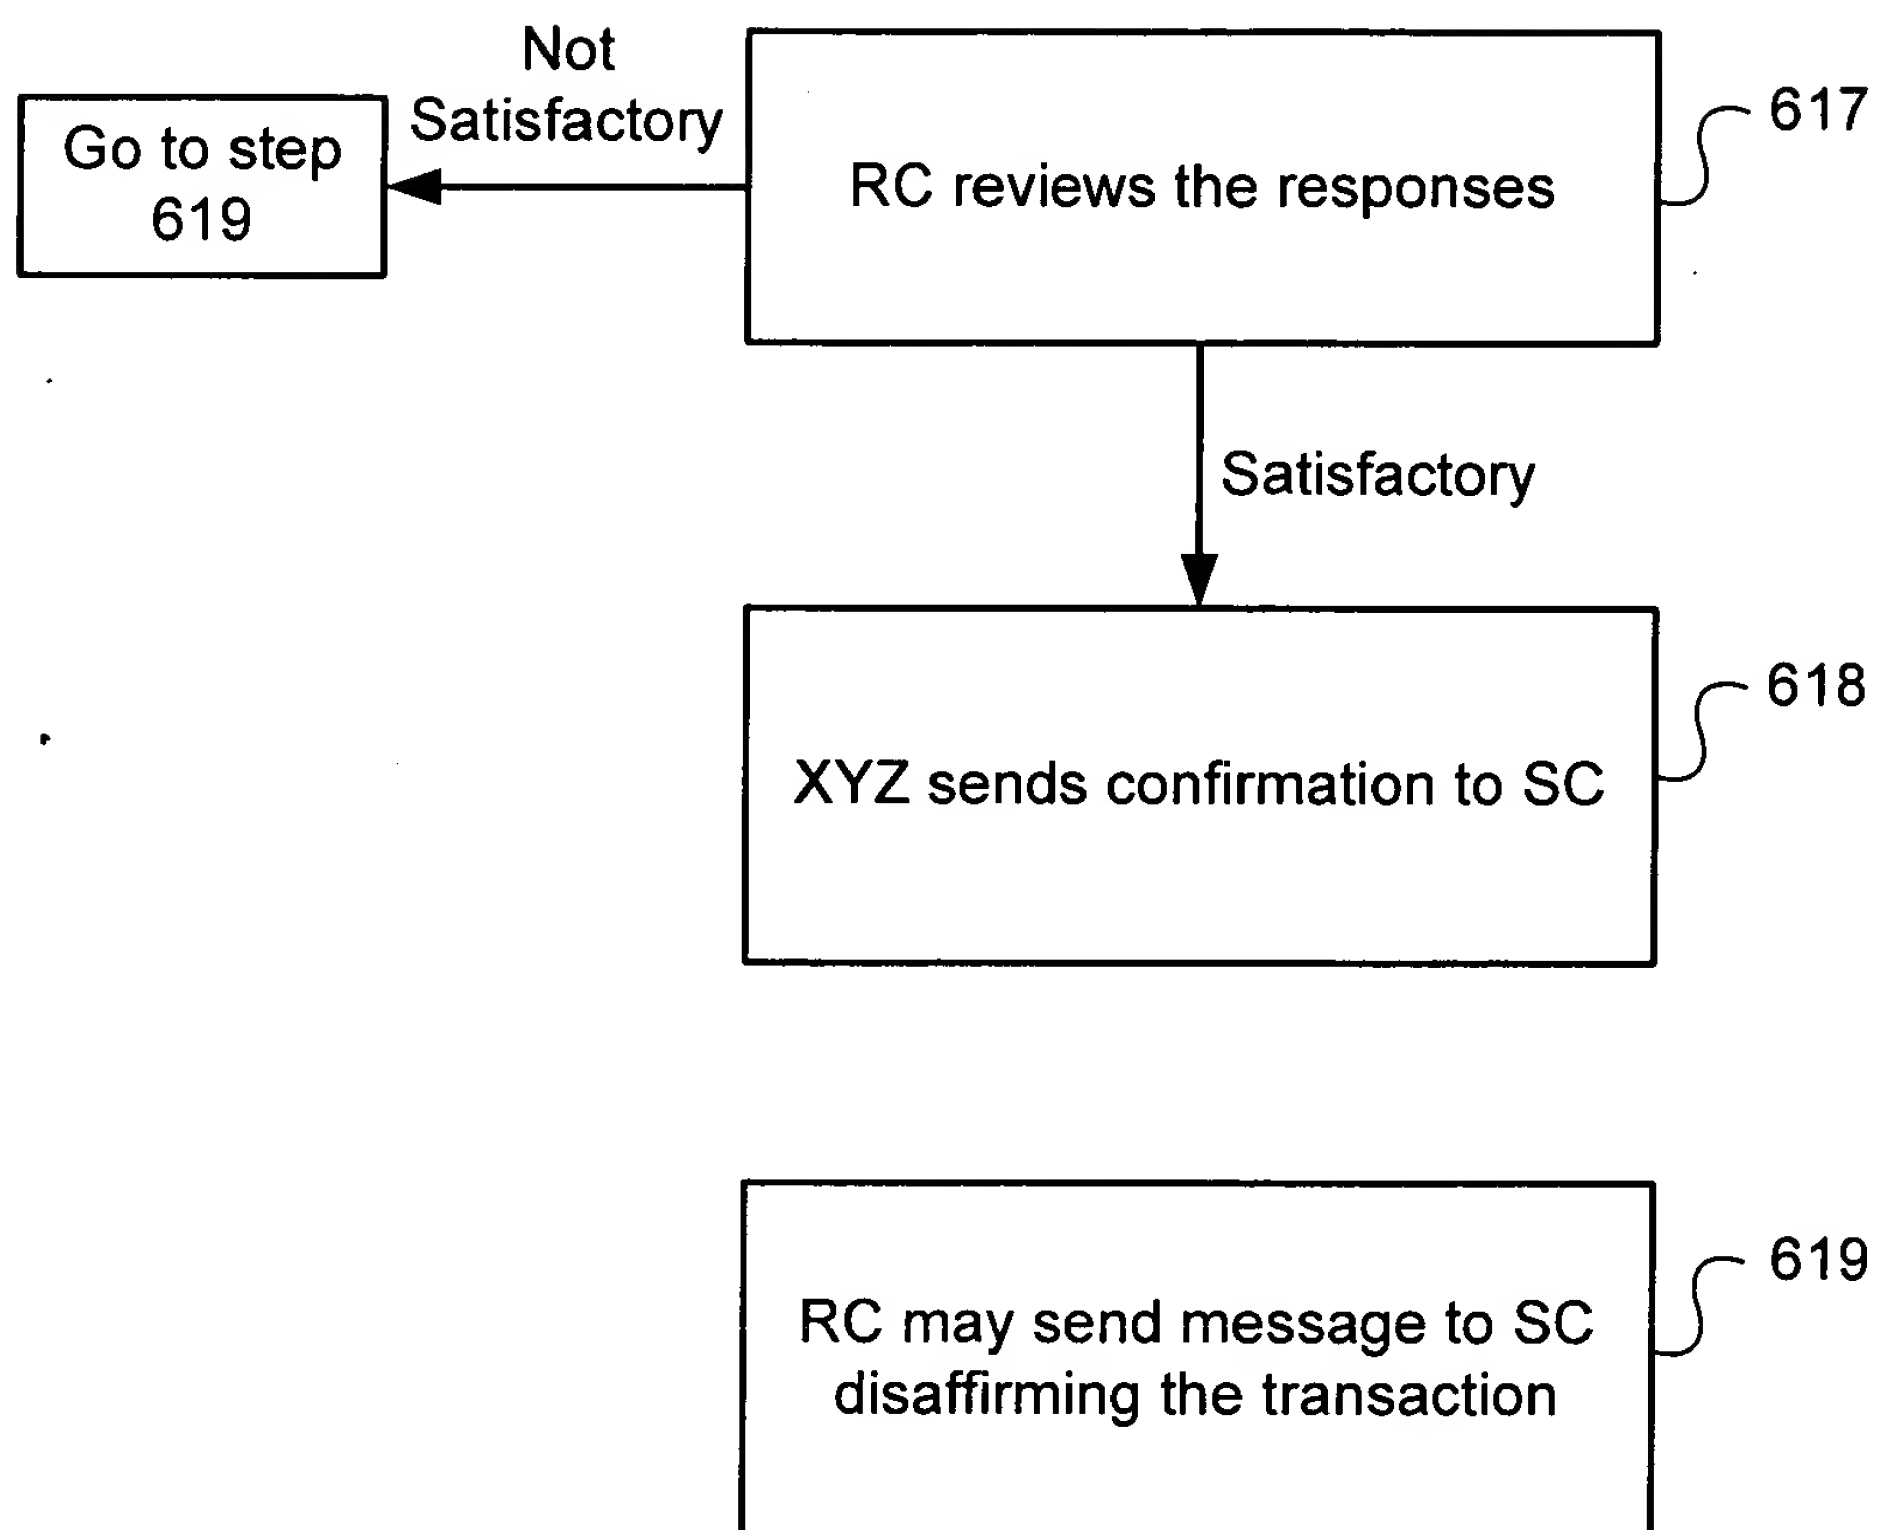 Not
Satisfactory
Go to step
619
RC reviews the responses
617
Satisfactory
XYZ sends confirmation to SC
618
RC may send message to SC
disaffirming the transaction
619